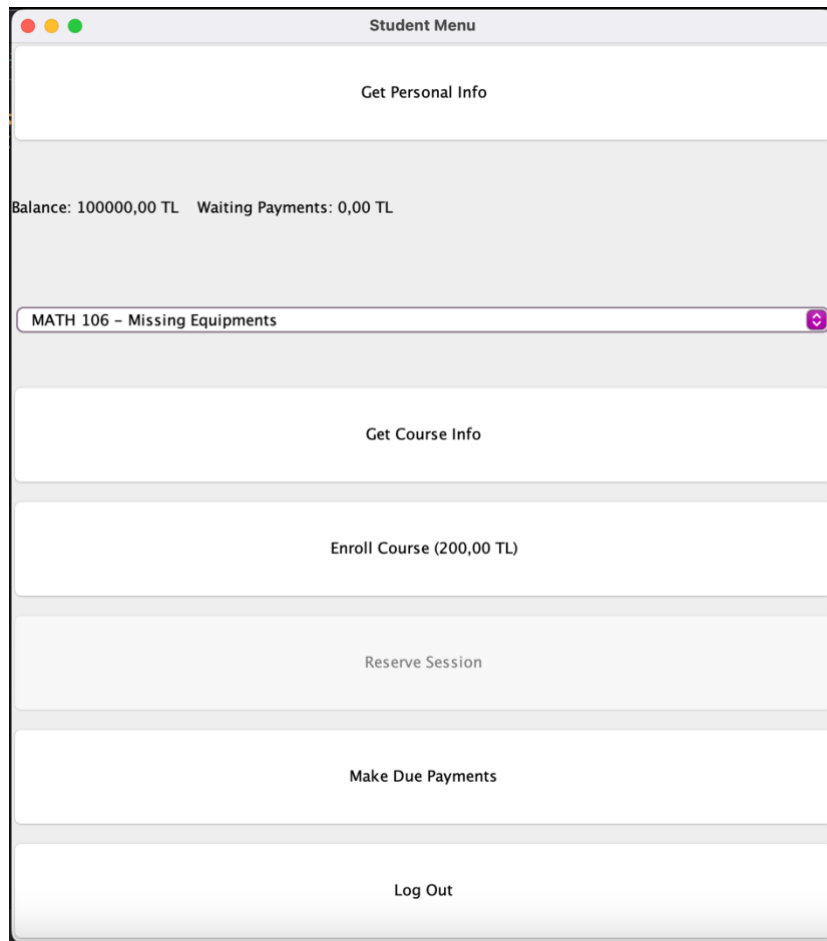 Student Menu
Get Personal Info
Balance: 100000,00 TL Waiting Payments: 0,00 TL
MATH 106 – Missing Equipments
Get Course Info
Enroll Course (200,00 TL)
Reserve Session
Make Due Payments
Log Out